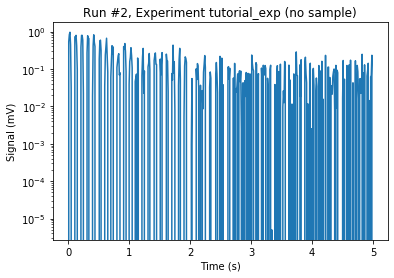 Run #2, Experiment tutorial_exp (no sample)
Signal (mV)
10⁰
10⁻¹
10⁻²
10⁻³
10⁻⁴
10⁻⁵
0 1 2 3 4 5
Time (s)